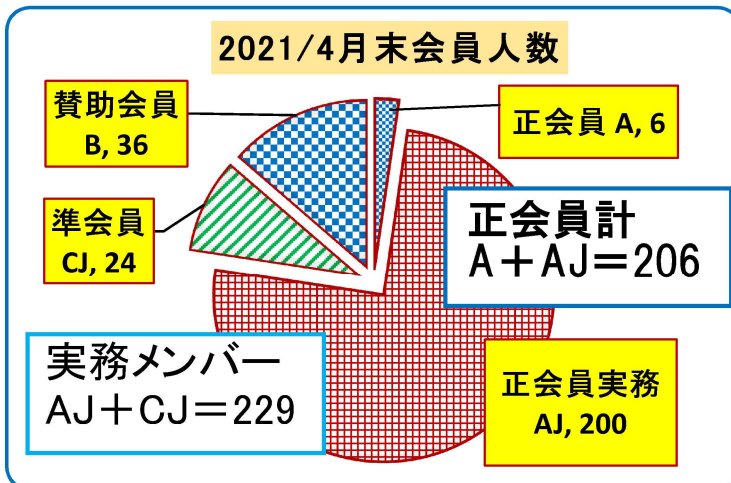 2021/4月末会員人数
賛助会員
B, 36
正会員 A, 6
準会員
CJ, 24
正会員計
A+AJ=206
実務メンバー
AJ+CJ=229
正会員実務
AJ, 200